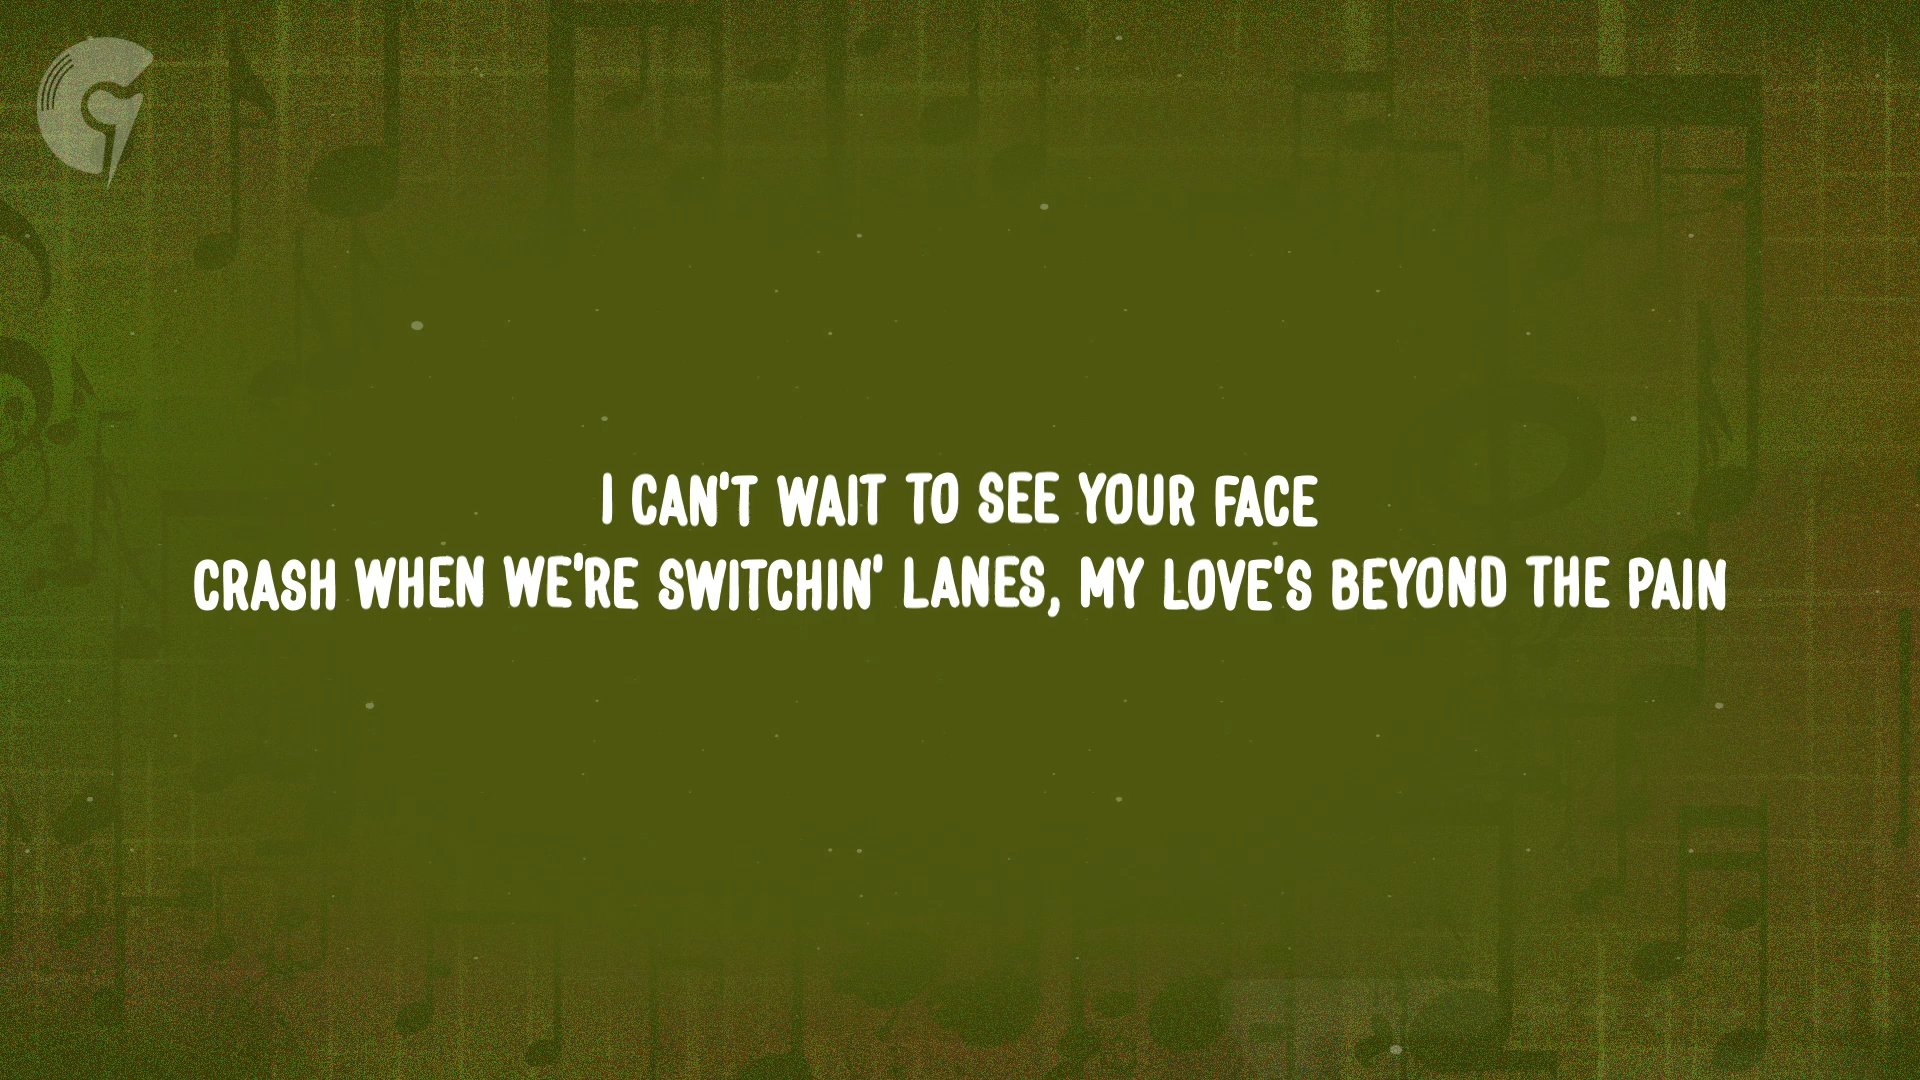 I CAN'T WAIT TO SEE YOUR FACE
CRASH WHEN WE'RE SWITCHIN' LANES, MY LOVE'S BEYOND THE PAIN